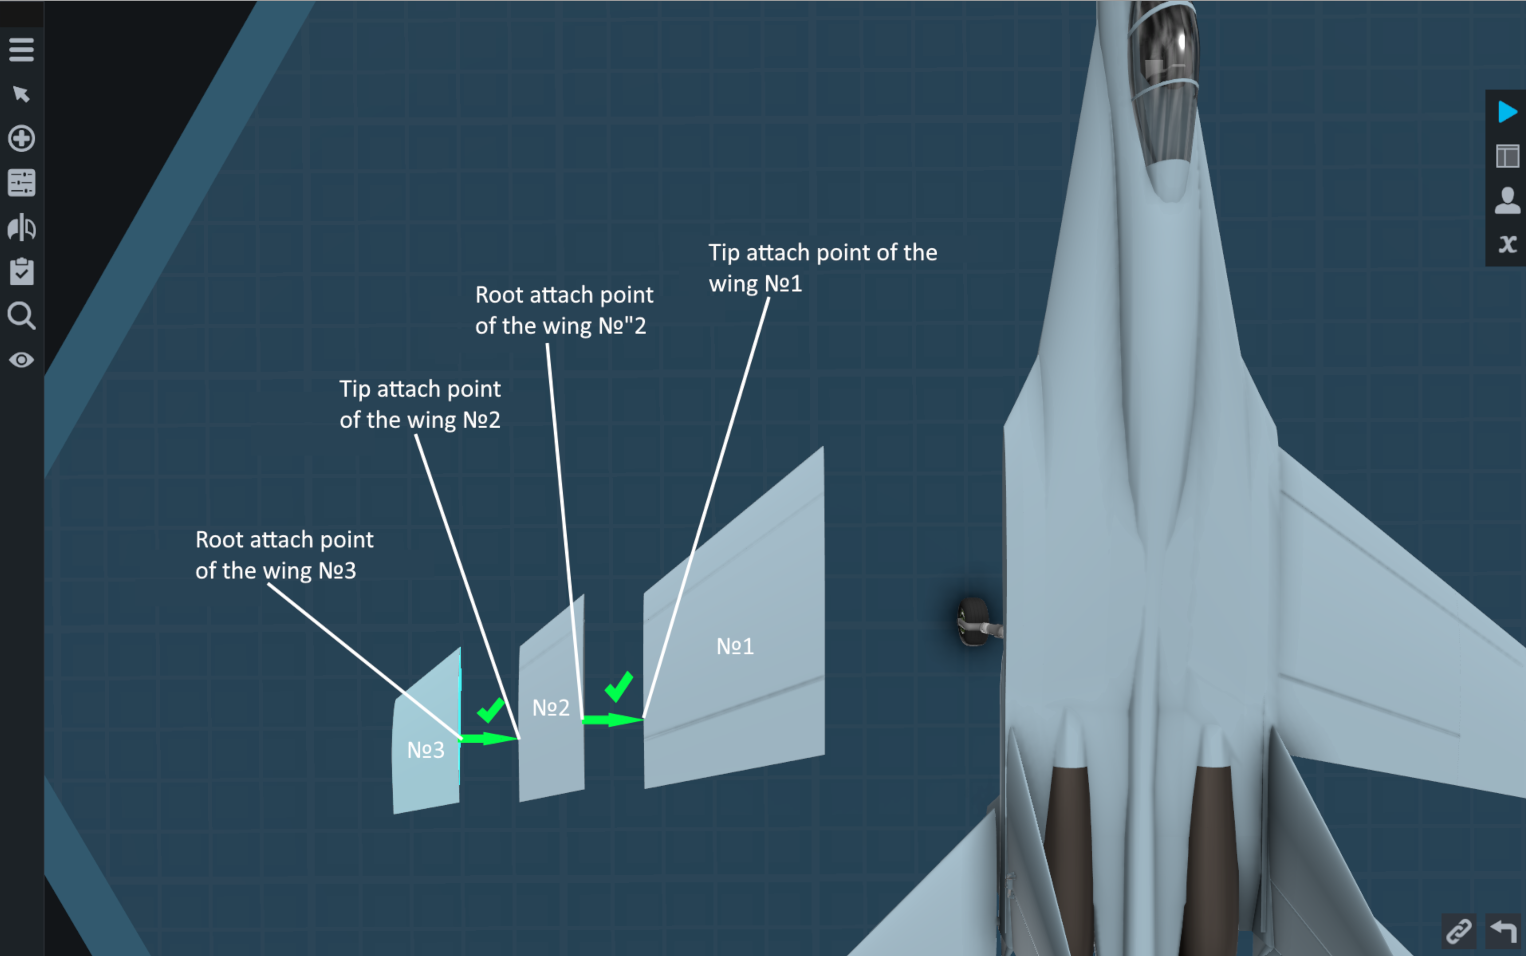 Tip attach point of the
wing №1
Root attach point
of the wing №"2
Tip attach point
of the wing №2
Root attach point
of the wing №3
№1
№2
№3
x